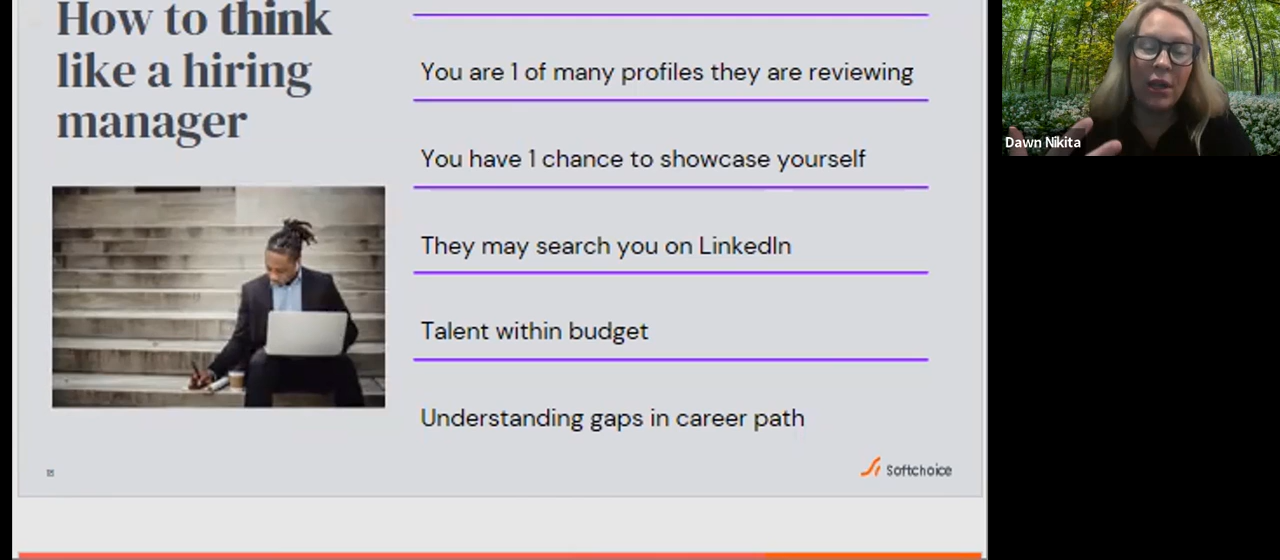 How to think
like a hiring
manager
You are 1 of many profiles they are reviewing
You have 1 chance to showcase yourself
They may search you on LinkedIn
Talent within budget
Understanding gaps in career path
Softchoice
Dawn Nikita